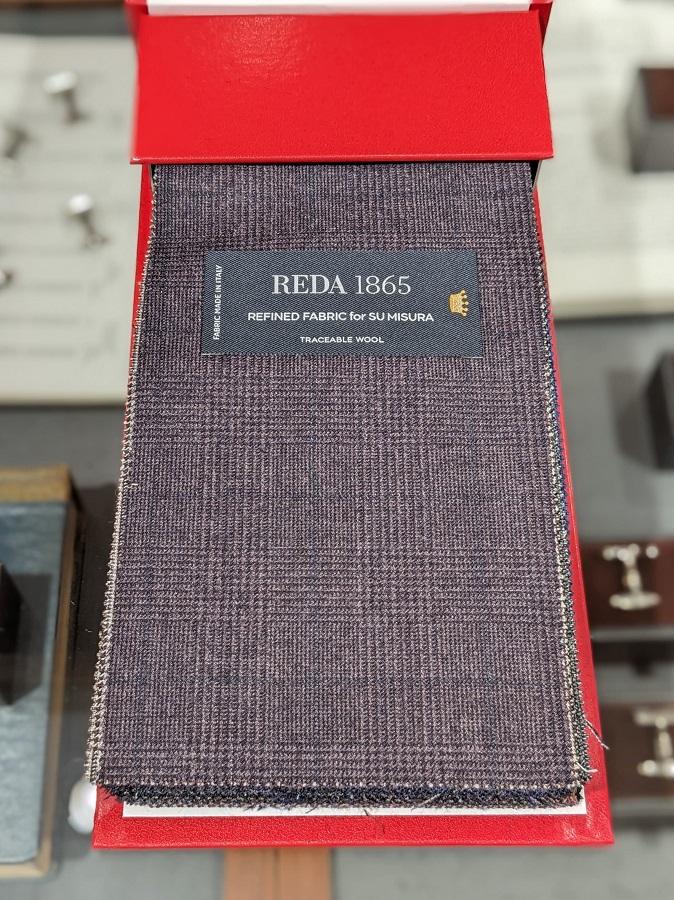 REDA 1865
REFINED FABRIC for SU MISURA
TRACEABLE WOOL
FABRIC MADE IN ITALY